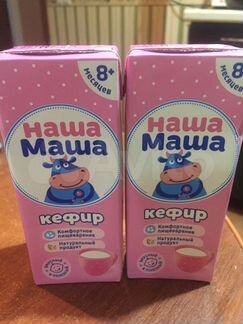 8+
месяцев
наша
Маша
кефир
Комфортное
пищеварение
Натуральный
продукт
8+
месяцев
наша
Маша
кефир
Комфортное
пищеварение
Натуральный
продукт